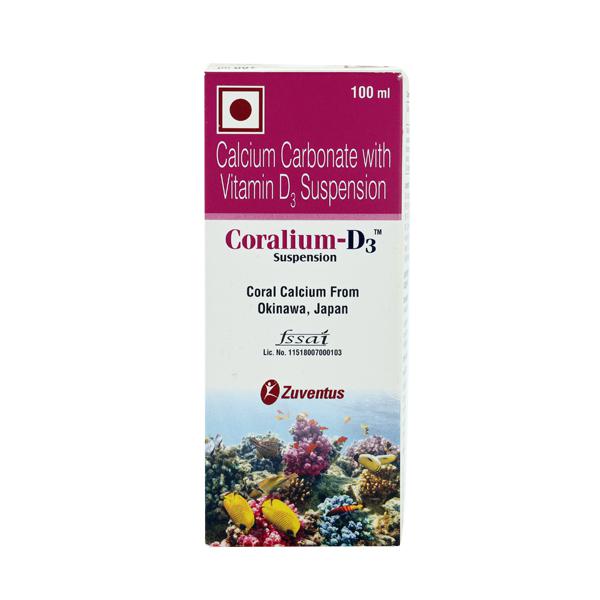 100 ml
Calcium Carbonate with
Vitamin D3 Suspension
Coralium-D3™
Suspension
Coral Calcium From
Okinawa, Japan
fssai
Lic. No. 11518007000103
Zuventus